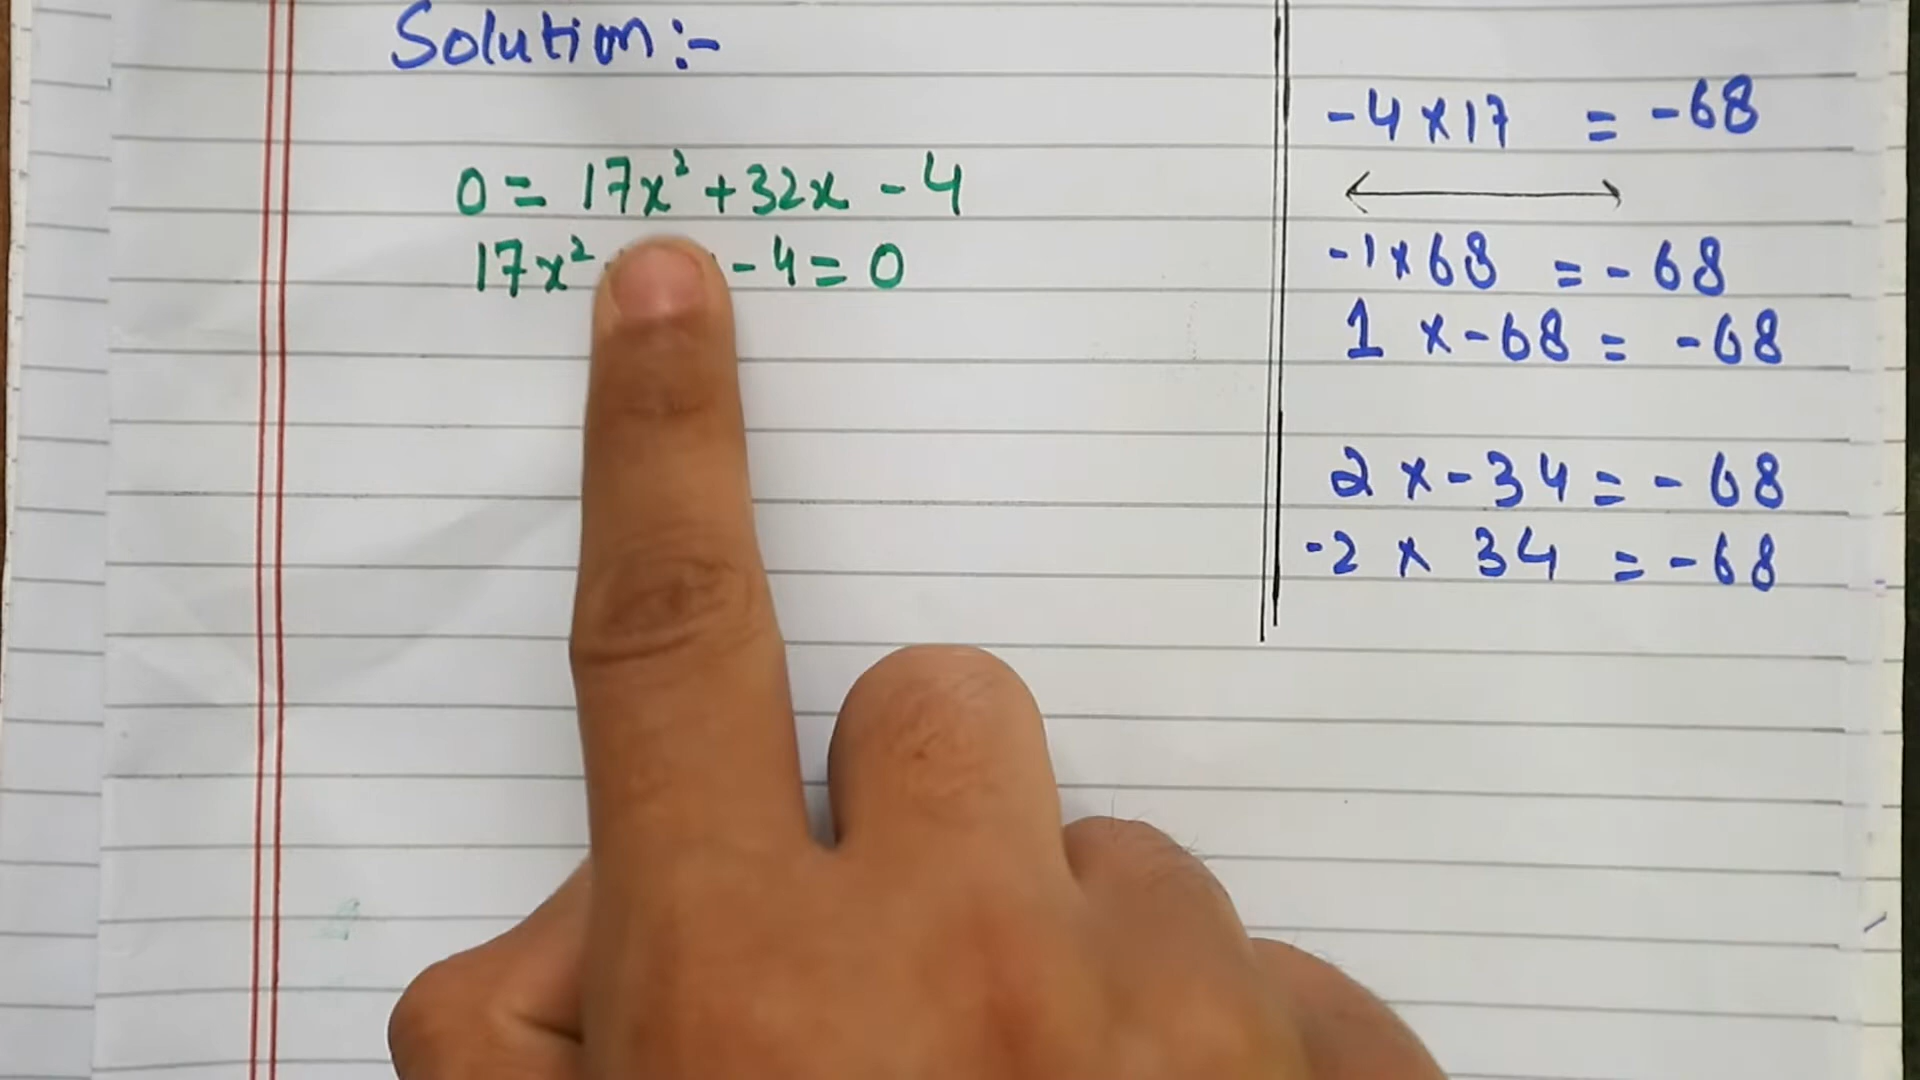 Solution:-
0 = 17x² + 32x - 4
17x² - 4 = 0
-4 x 17 = -68
-1 x 68 = -68
1 x -68 = -68
2 x -34 = -68
-2 x 34 = -68